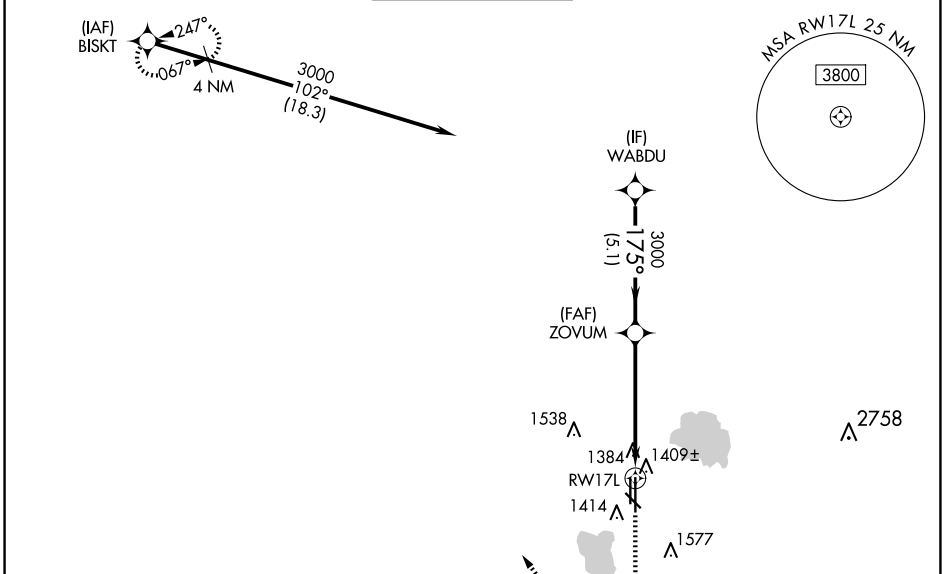 (IAF)
BISKT
247°
067°
4 NM
3000
102°
(18.3)
MSA RW17L 25 NM
3800
(IF)
WABDU
3000
175°
(5.1)
(FAF)
ZOVUM
1538
2758
1384
1409±
RW17L
1414
1577